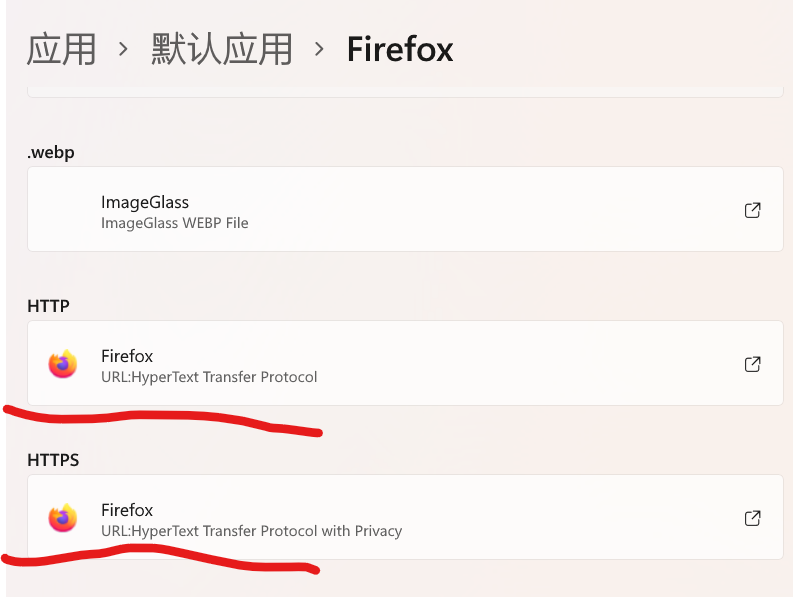 应用 > 默认应用 > Firefox
.webp
ImageGlass
ImageGlass WEBP File
HTTP
Firefox
URL:HyperText Transfer Protocol
HTTPS
Firefox
URL:HyperText Transfer Protocol with Privacy